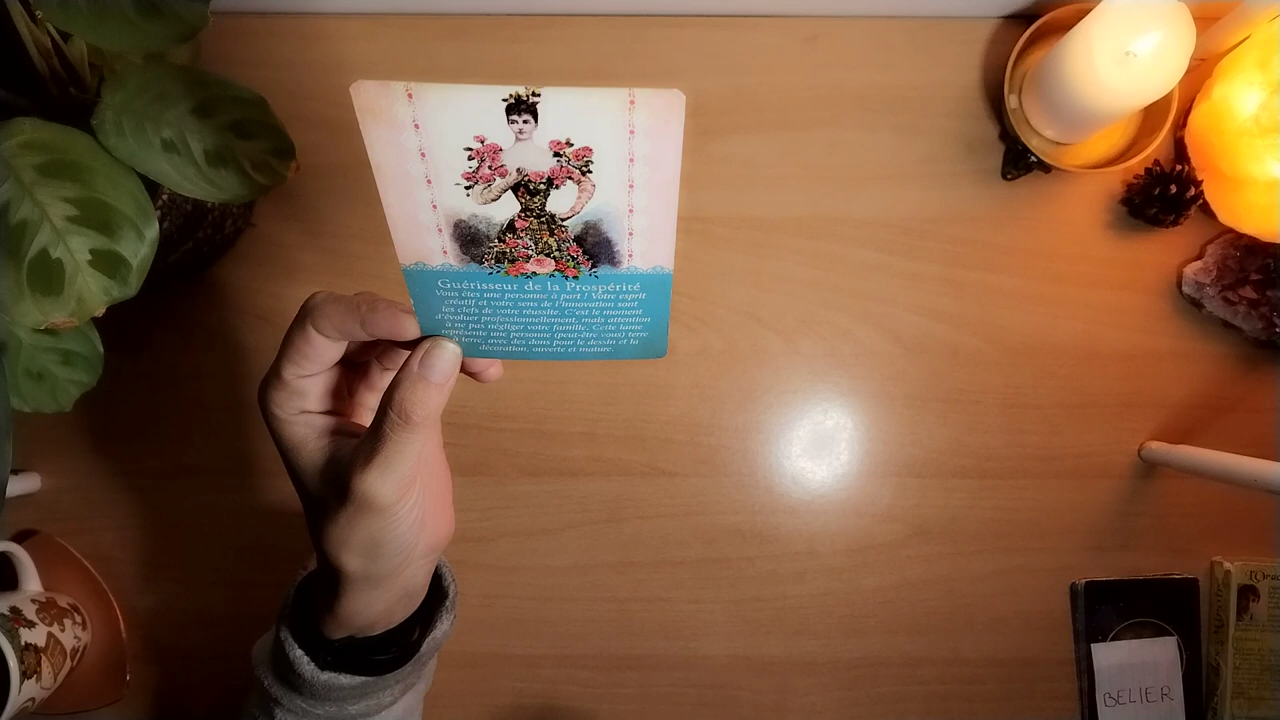 Guérisseur de la Prospérité
Vous êtes une personne à part ! Votre esprit
créatif et votre sens de l'innovation sont
les clefs de votre réussite. C'est le moment
d'évoluer professionnellement, mais attention
à ne pas négliger votre famille. Cette lame
représente une personne (peut-être vous) terre
à terre, avec des dons pour le dessin et la
décoration, ouverte et mature.
BELIER